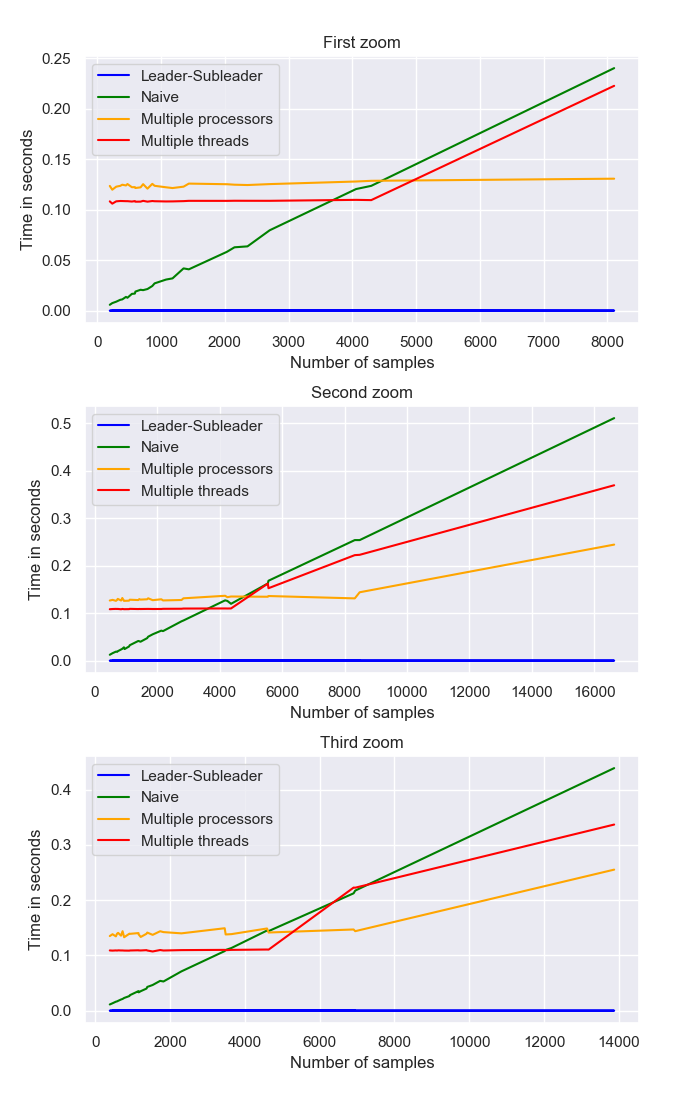 First zoom
Leader-Subleader
Naive
Multiple processors
Multiple threads
Time in seconds
0.25
0.20
0.15
0.10
0.05
0.00
0 1000 2000 3000 4000 5000 6000 7000 8000
Number of samples
Second zoom
Leader-Subleader
Naive
Multiple processors
Multiple threads
Time in seconds
0.5
0.4
0.3
0.2
0.1
0.0
0 2000 4000 6000 8000 10000 12000 14000 16000
Number of samples
Third zoom
Leader-Subleader
Naive
Multiple processors
Multiple threads
Time in seconds
0.4
0.3
0.2
0.1
0.0
0 2000 4000 6000 8000 10000 12000 14000
Number of samples